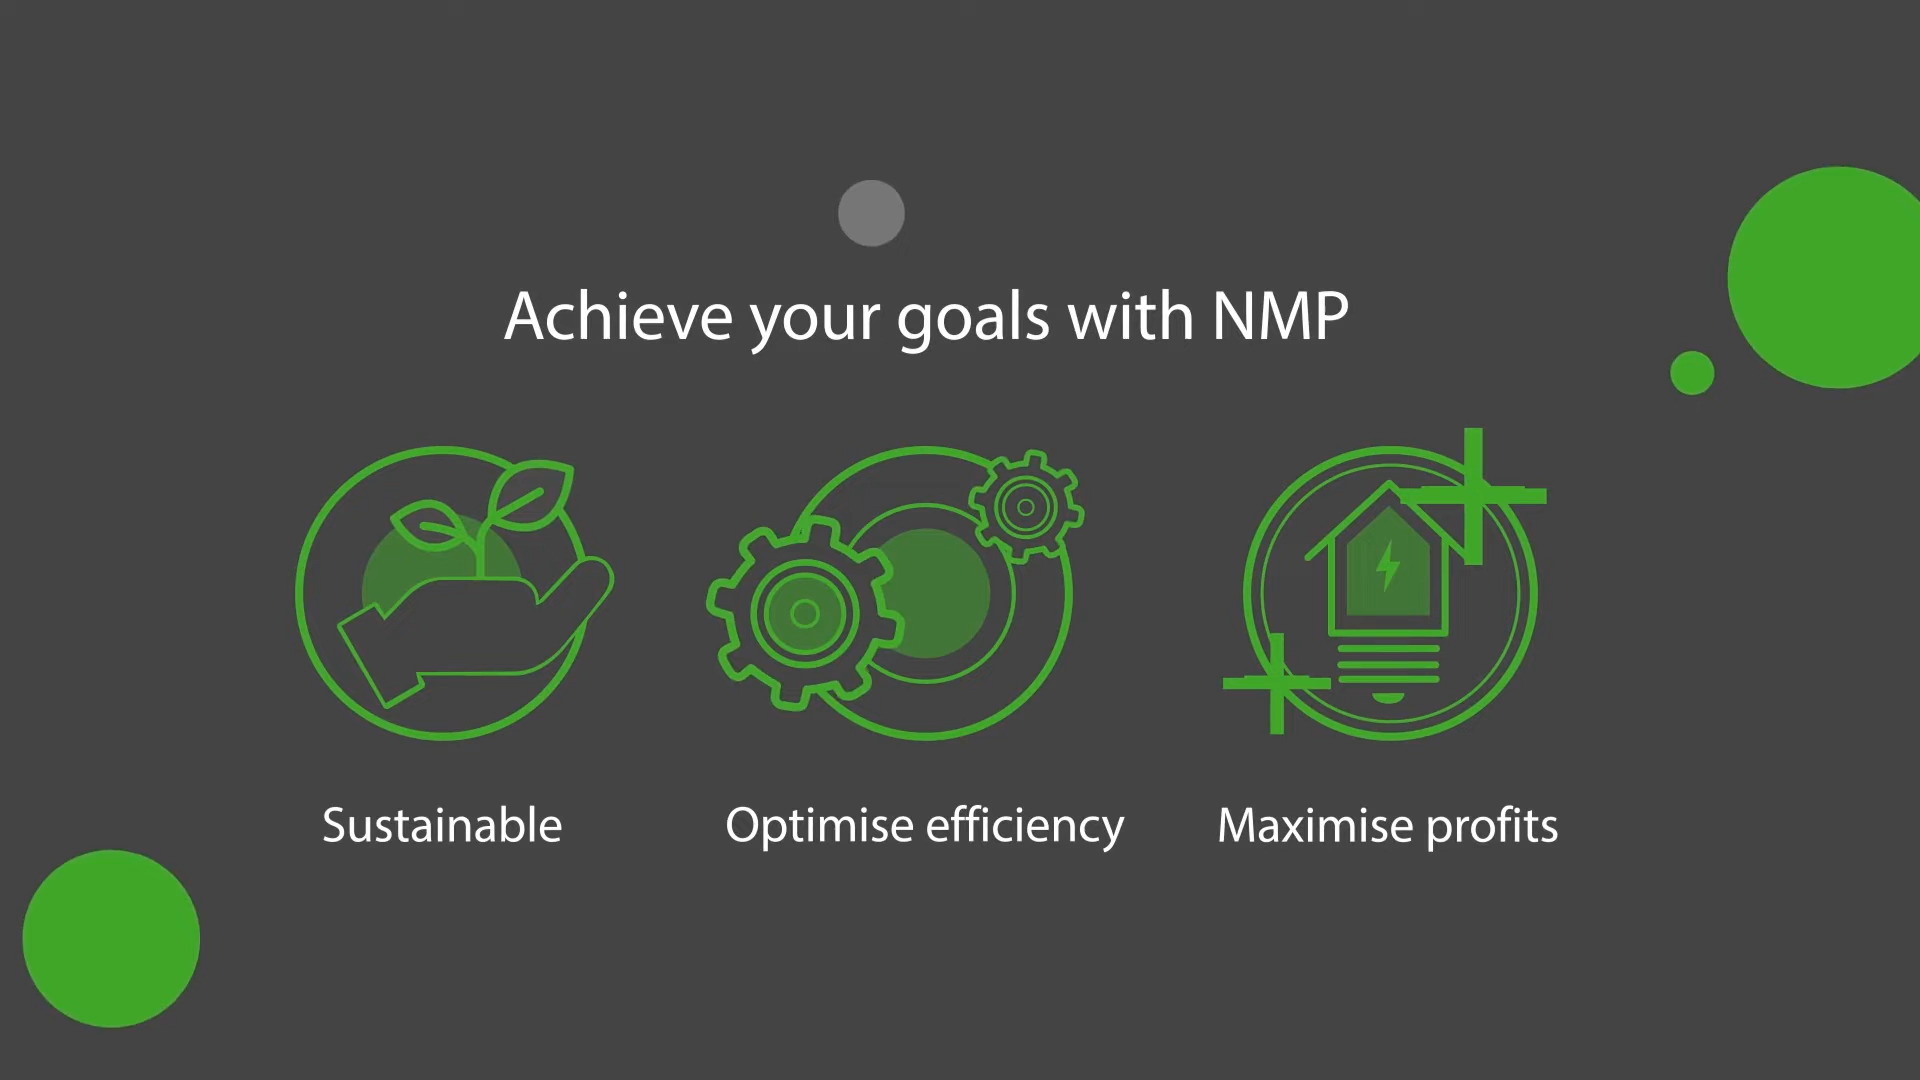 Achieve your goals with NMP
Sustainable
Optimise efficiency
Maximise profits